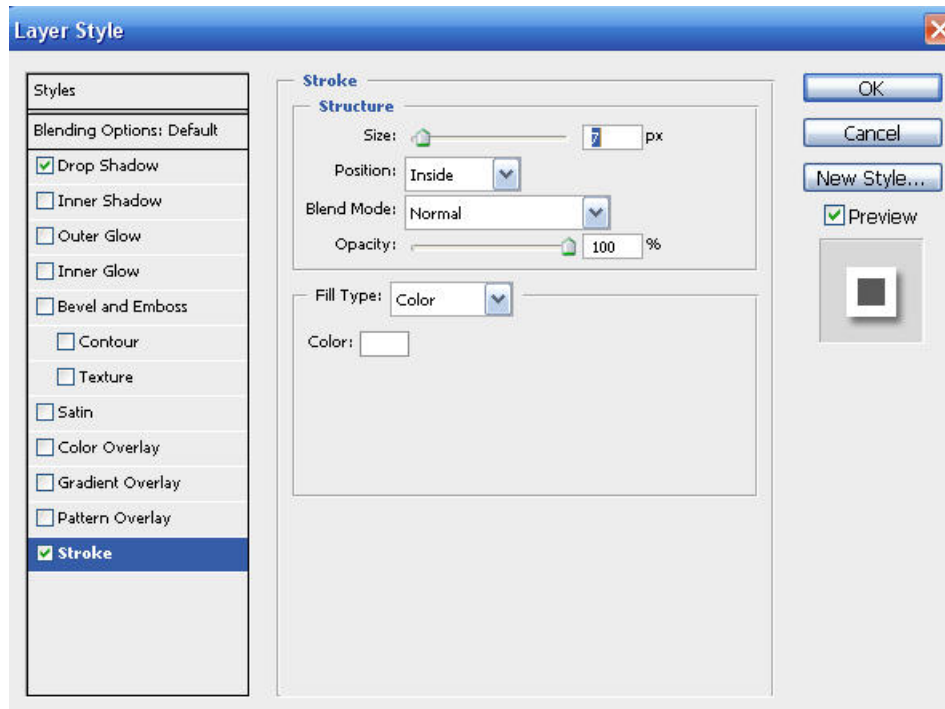 Layer Style
Styles
Blending Options: Default
Drop Shadow
Inner Shadow
Outer Glow
Inner Glow
Bevel and Emboss
Contour
Texture
Satin
Color Overlay
Gradient Overlay
Pattern Overlay
Stroke
Stroke
Structure
Size: 7 px
Position: Inside
Blend Mode: Normal
Opacity: 100 %
Fill Type: Color
Color:
OK
Cancel
New Style...
Preview